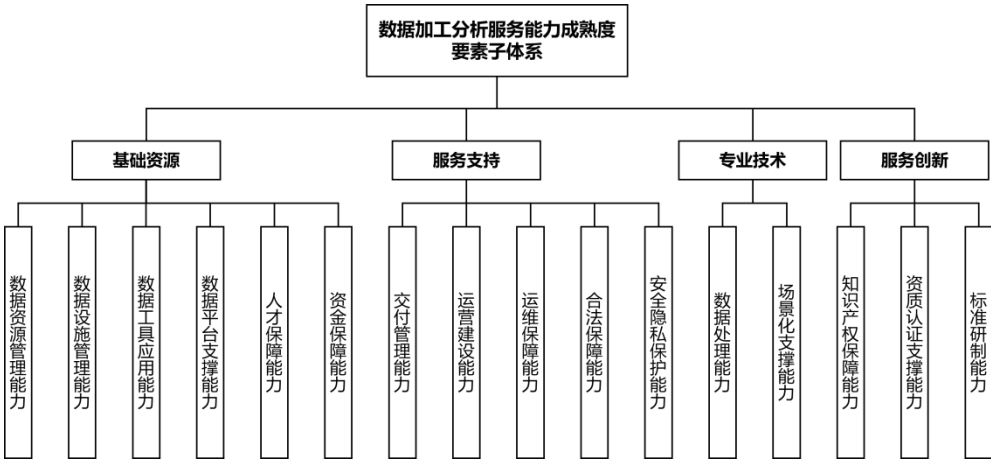 数据加工分析服务能力成熟度
要素子体系
基础资源
服务支持
专业技术
服务创新
数据资源管理能力
数据设施管理能力
数据工具应用能力
数据平台支撑能力
人才保障能力
资金保障能力
交付管理能力
运营建设能力
运维保障能力
合法保障能力
安全隐私保护能力
数据处理能力
场景化支撑能力
知识产权保障能力
资质认证支撑能力
标准研制能力